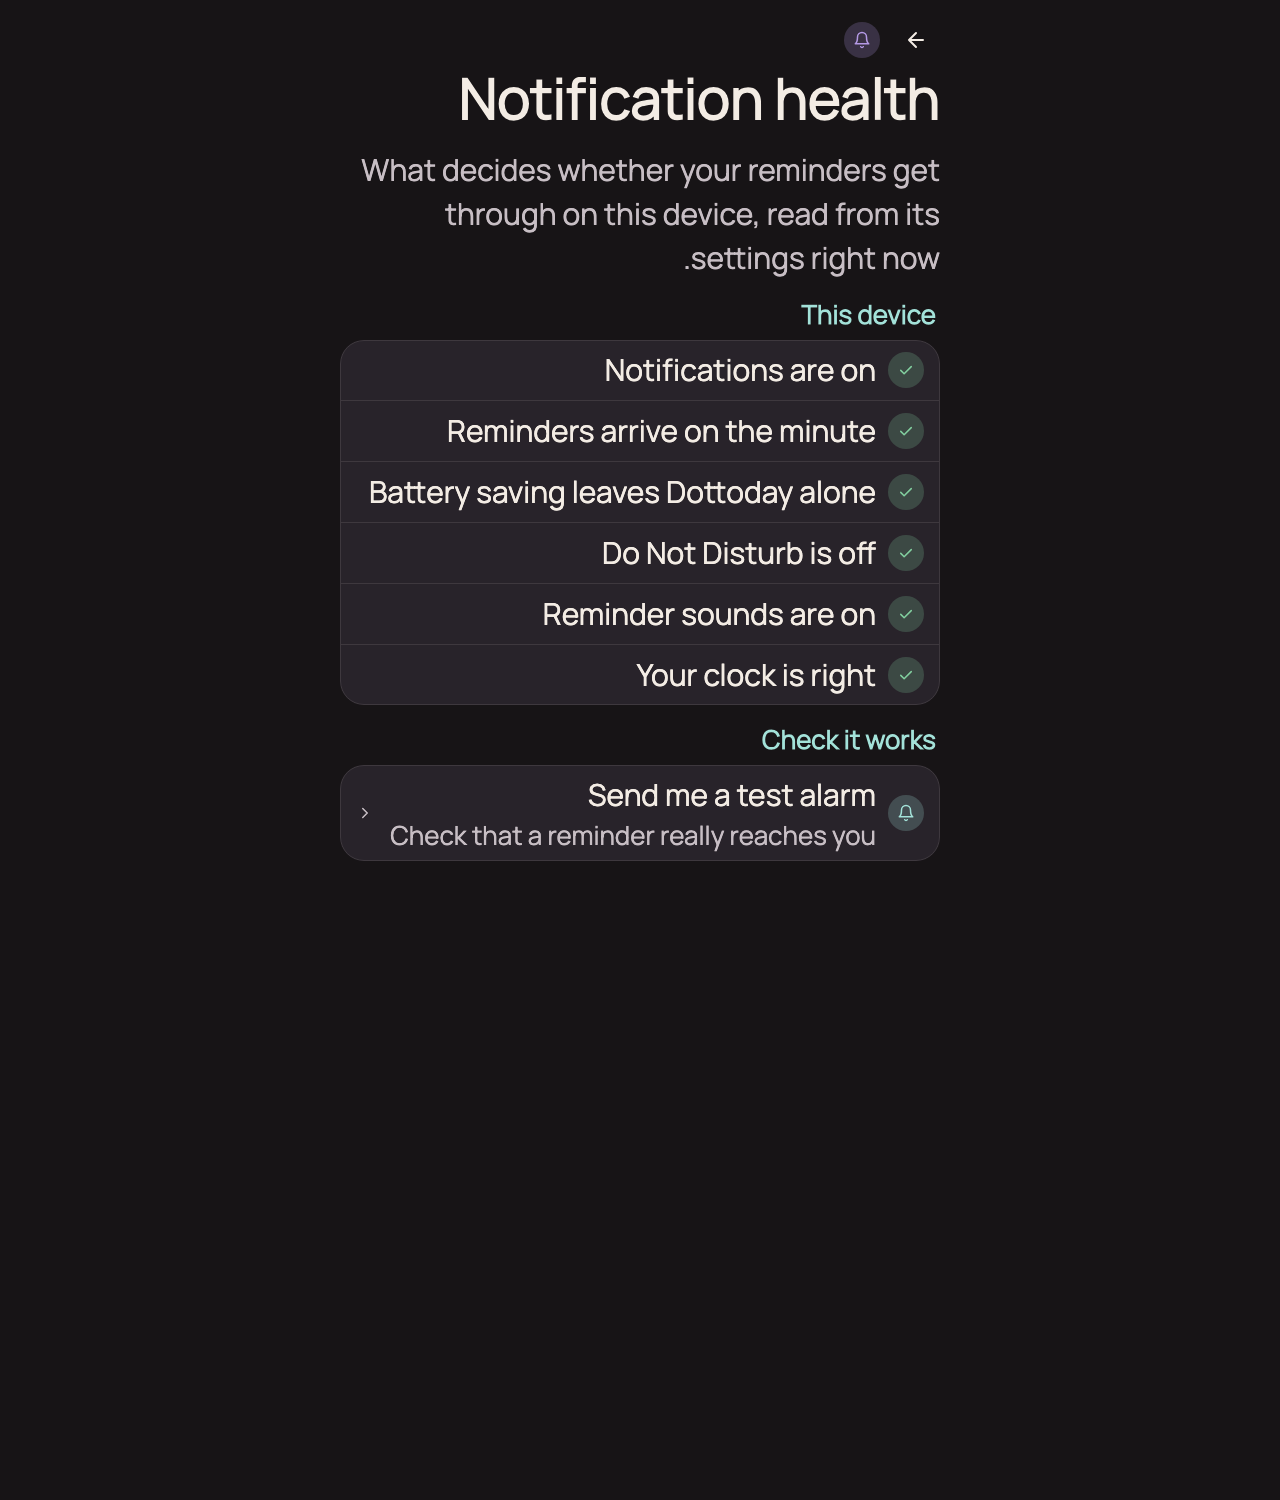 Notification health
What decides whether your reminders get
through on this device, read from its
.settings right now
This device
Notifications are on
Reminders arrive on the minute
Battery saving leaves Dottoday alone
Do Not Disturb is off
Reminder sounds are on
Your clock is right
Check it works
Send me a test alarm
Check that a reminder really reaches you